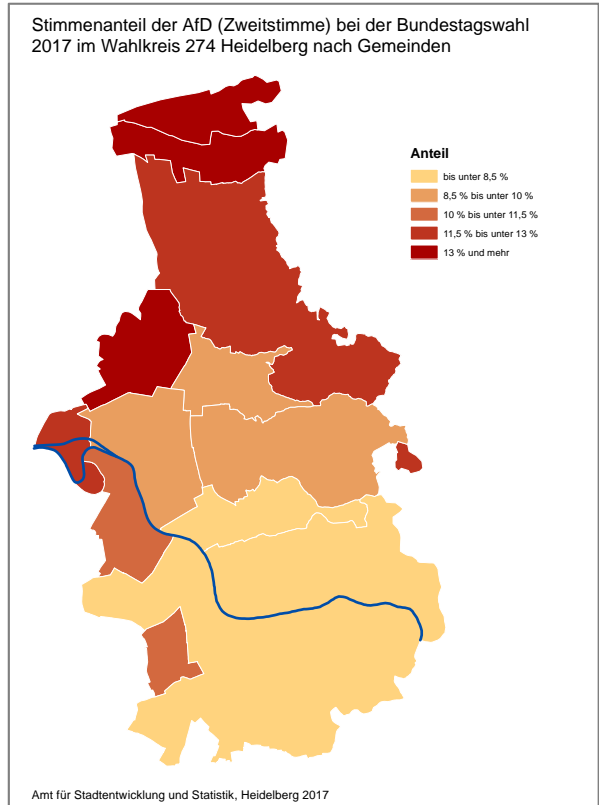 Stimmenanteil der AfD (Zweitstimme) bei der Bundestagswahl
2017 im Wahlkreis 274 Heidelberg nach Gemeinden
Anteil
bis unter 8,5 %
8,5 % bis unter 10 %
10 % bis unter 11,5 %
11,5 % bis unter 13 %
13 % und mehr
Amt für Stadtentwicklung und Statistik, Heidelberg 2017